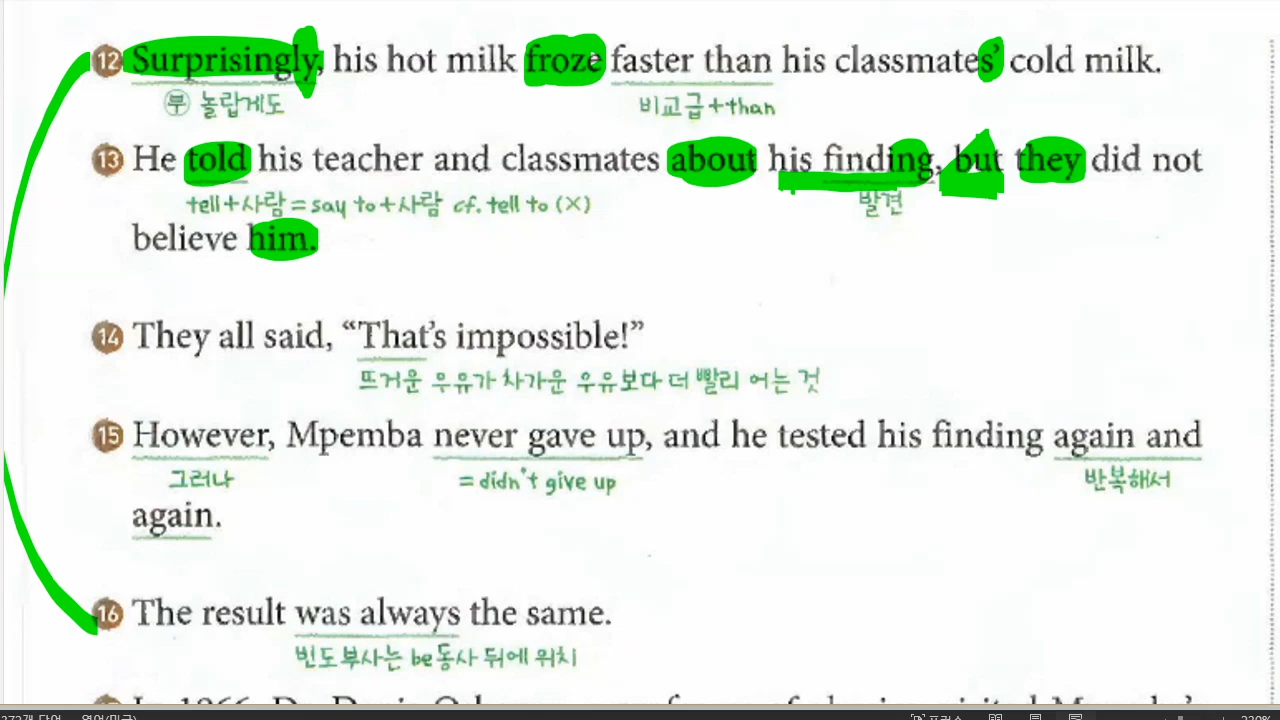 12 Surprisingly, his hot milk froze faster than his classmates' cold milk.
부 놀랍게도 비교급+than
13 He told his teacher and classmates about his finding, but they did not
tell+사람=say to+사람 cf. tell to (×) 발견
believe him.
14 They all said, “That's impossible!”
뜨거운 우유가 차가운 우유보다 더 빨리 어는 것
15 However, Mpemba never gave up, and he tested his finding again and
그러나 =didn't give up 반복해서
again.
16 The result was always the same.
빈도부사는 be동사 뒤에 위치